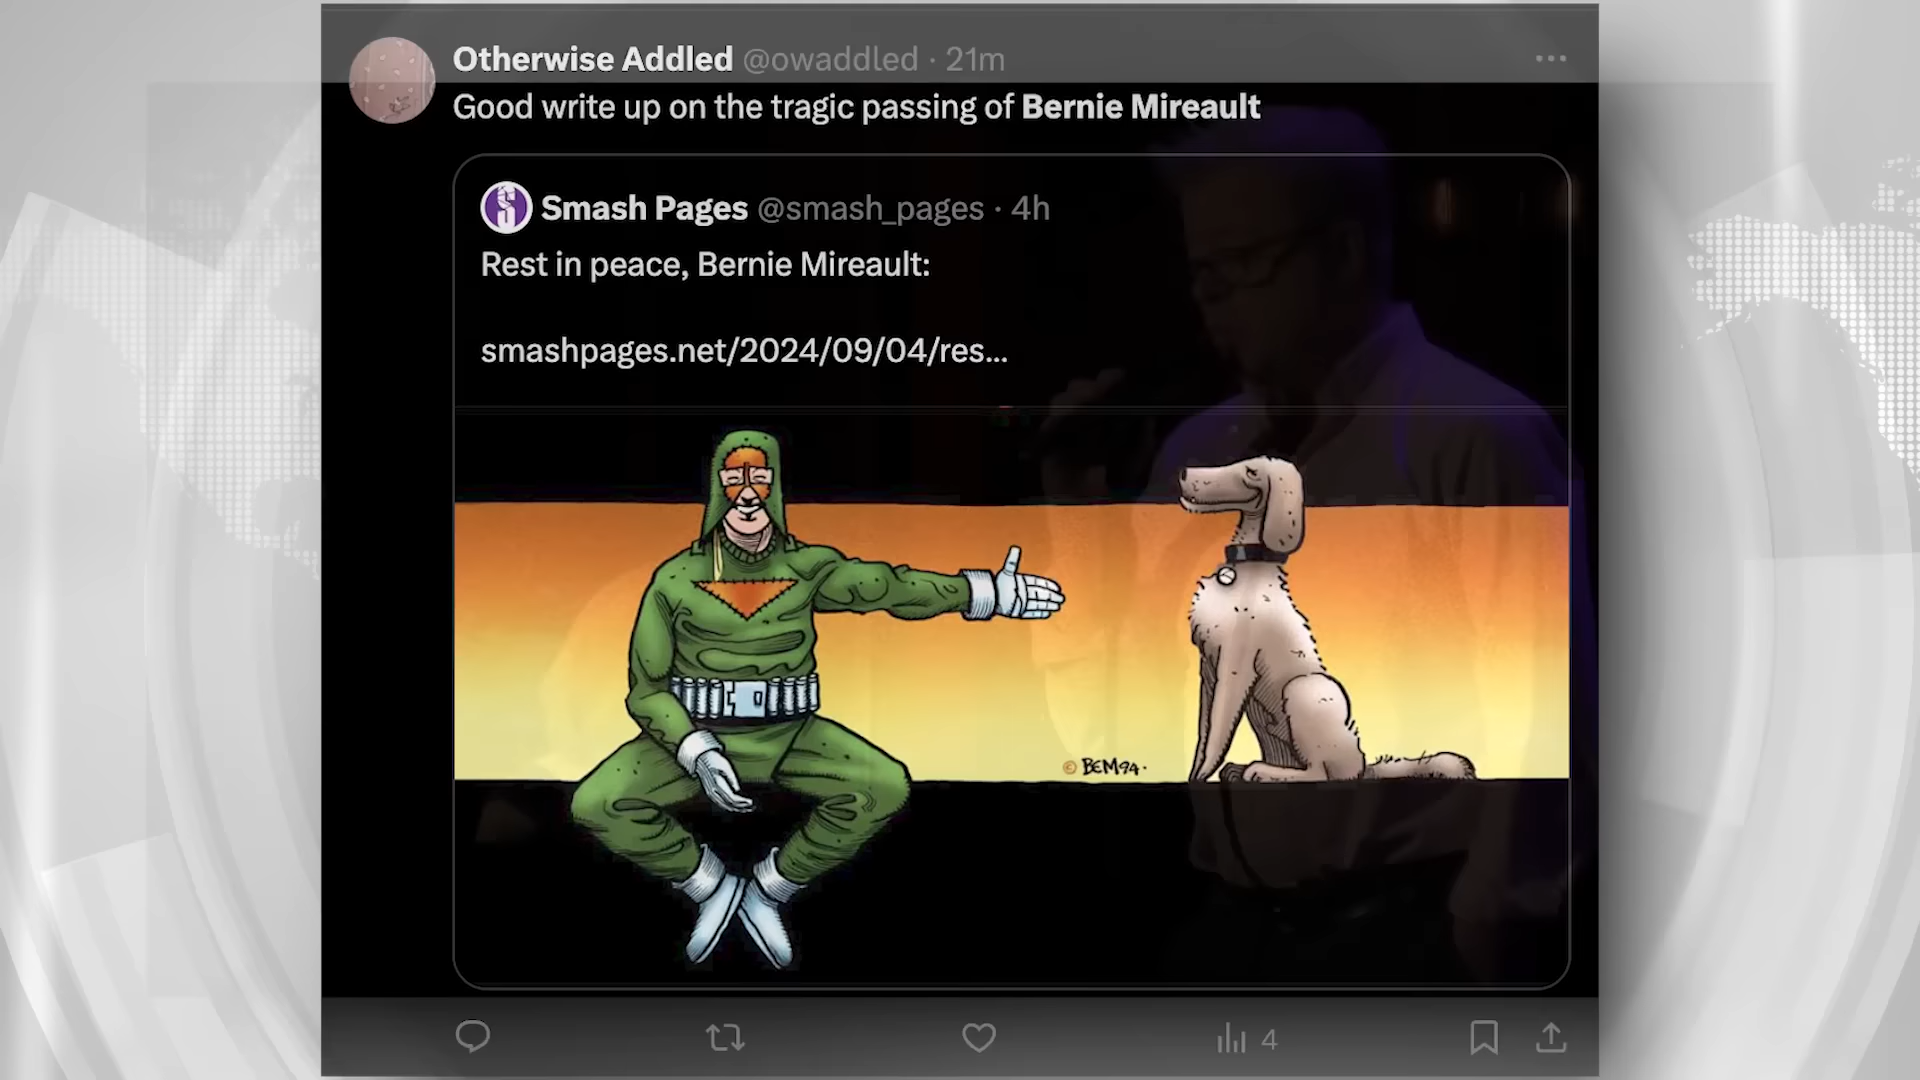 Otherwise Addled @owaddled · 21m
Good write up on the tragic passing of Bernie Mireault
S Smash Pages @smash_pages · 4h
Rest in peace, Bernie Mireault:
smashpages.net/2024/09/04/res...
© BEM94.
4